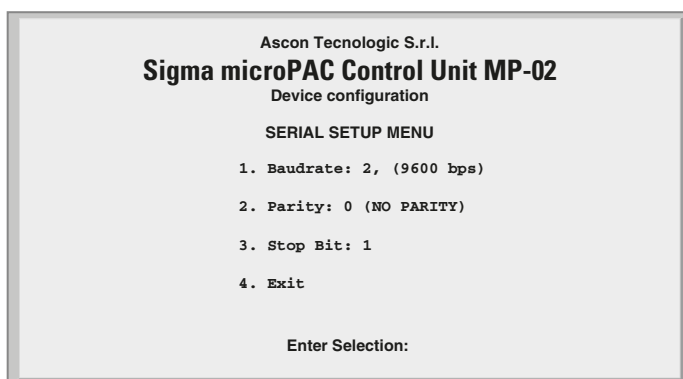 Ascon Tecnologic S.r.l.
Sigma microPAC Control Unit MP-02
Device configuration
SERIAL SETUP MENU
1. Baudrate: 2, (9600 bps)
2. Parity: 0 (NO PARITY)
3. Stop Bit: 1
4. Exit
Enter Selection: